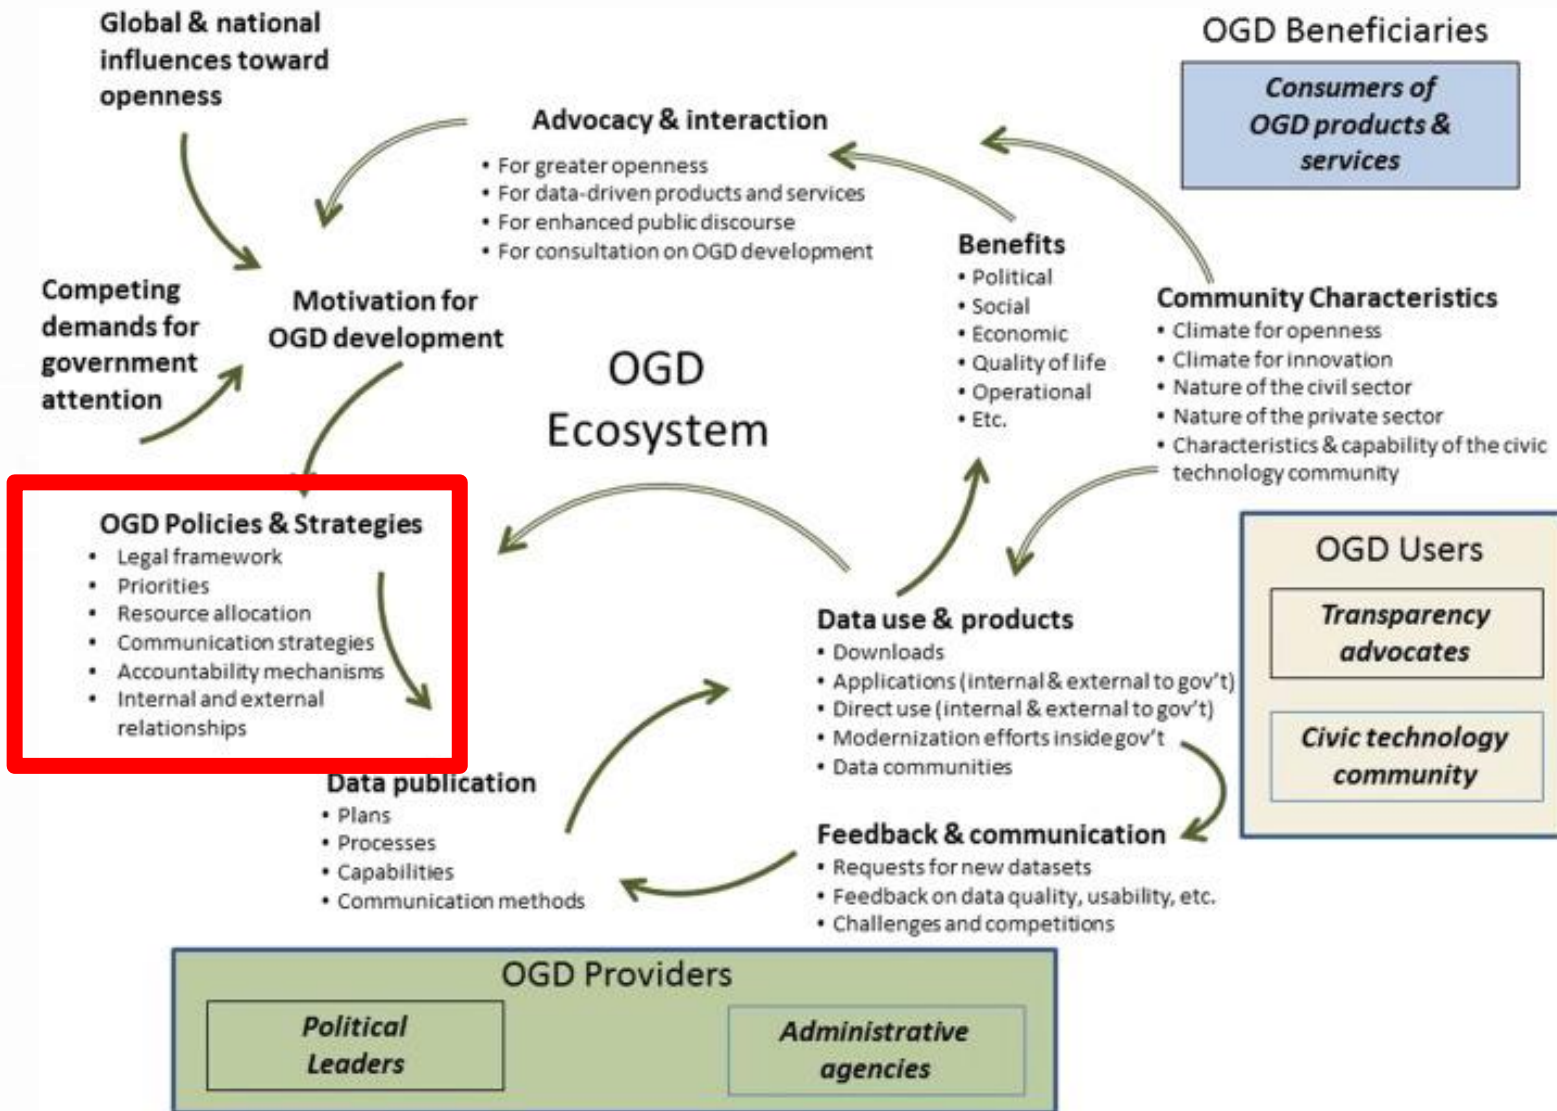 Global & national
influences toward
openness
OGD Beneficiaries
Consumers of
OGD products &
services
Advocacy & interaction
• For greater openness
• For data-driven products and services
• For enhanced public discourse
• For consultation on OGD development
Benefits
• Political
• Social
• Economic
• Quality of life
• Operational
• Etc.
Community Characteristics
• Climate for openness
• Climate for innovation
• Nature of the civil sector
• Nature of the private sector
• Characteristics & capability of the civic
technology community
Competing
demands for
government
attention
Motivation for
OGD development
OGD
Ecosystem
OGD Policies & Strategies
• Legal framework
• Priorities
• Resource allocation
• Communication strategies
• Accountability mechanisms
• Internal and external
relationships
OGD Users
Transparency
advocates
Civic technology
community
Data use & products
• Downloads
• Applications (internal & external to gov't)
• Direct use (internal & external to gov't)
• Modernization efforts inside gov't
• Data communities
Data publication
• Plans
• Processes
• Capabilities
• Communication methods
Feedback & communication
• Requests for new datasets
• Feedback on data quality, usability, etc.
• Challenges and competitions
OGD Providers
Political
Leaders
Administrative
agencies